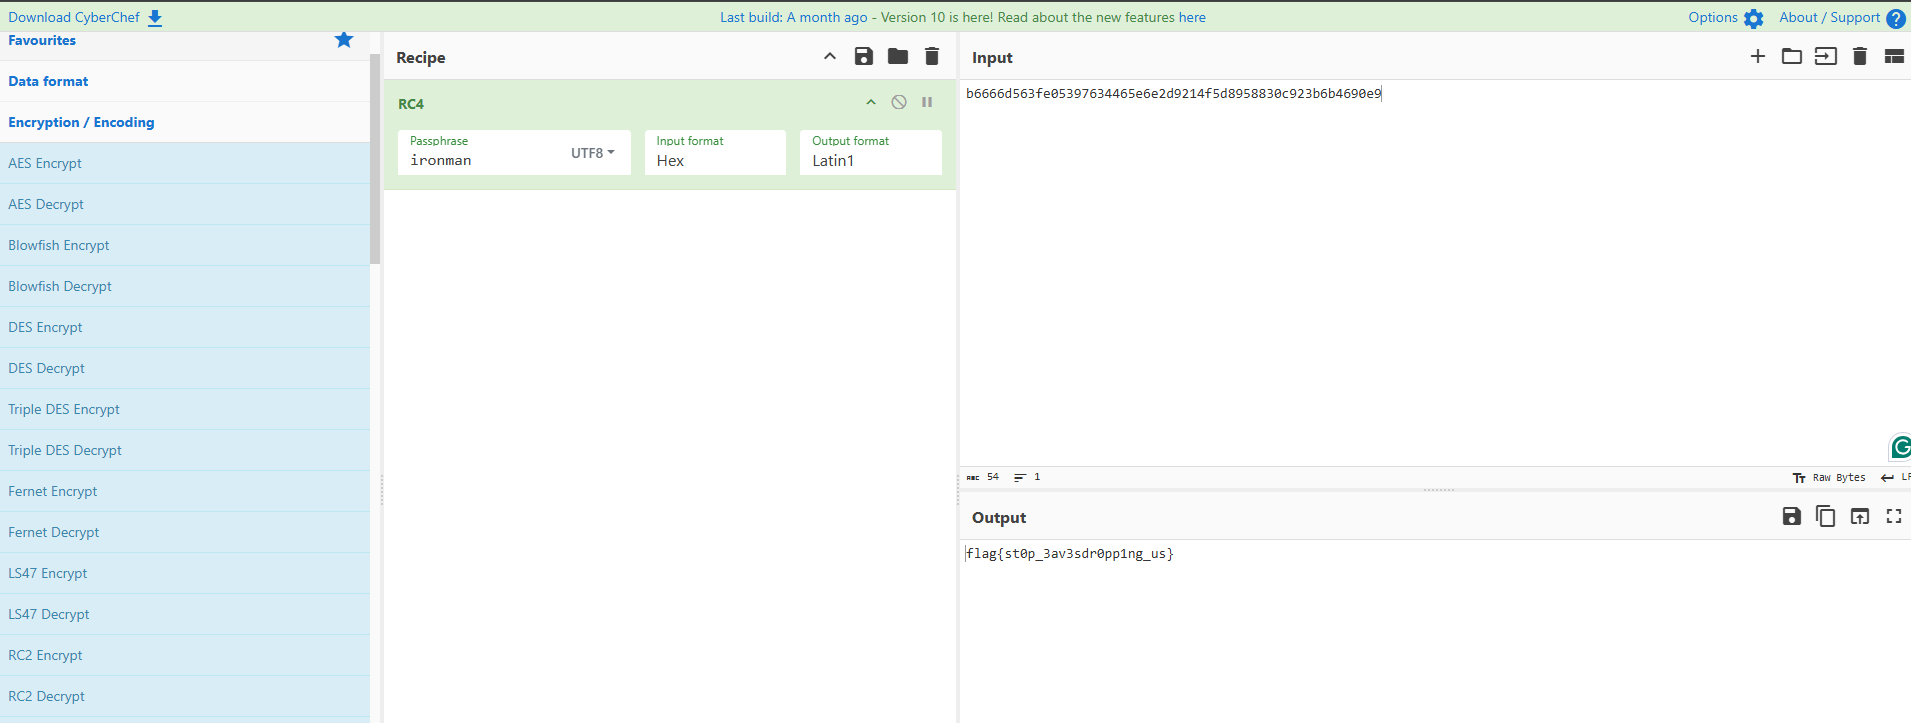 Download CyberChef
Last build: A month ago - Version 10 is here! Read about the new features here
Options
About / Support
Favourites
Data format
Encryption / Encoding
AES Encrypt
AES Decrypt
Blowfish Encrypt
Blowfish Decrypt
DES Encrypt
DES Decrypt
Triple DES Encrypt
Triple DES Decrypt
Fernet Encrypt
Fernet Decrypt
LS47 Encrypt
LS47 Decrypt
RC2 Encrypt
RC2 Decrypt
Recipe
RC4
Passphrase
ironman
UTF8
Input format
Hex
Output format
Latin1
Input
b6666d563fe05397634465e6e2d9214f5d8958830c923b6b4690e9
ABC 54 1
Raw Bytes
Output
flag{st0p_3av3sdr0pp1ng_us}